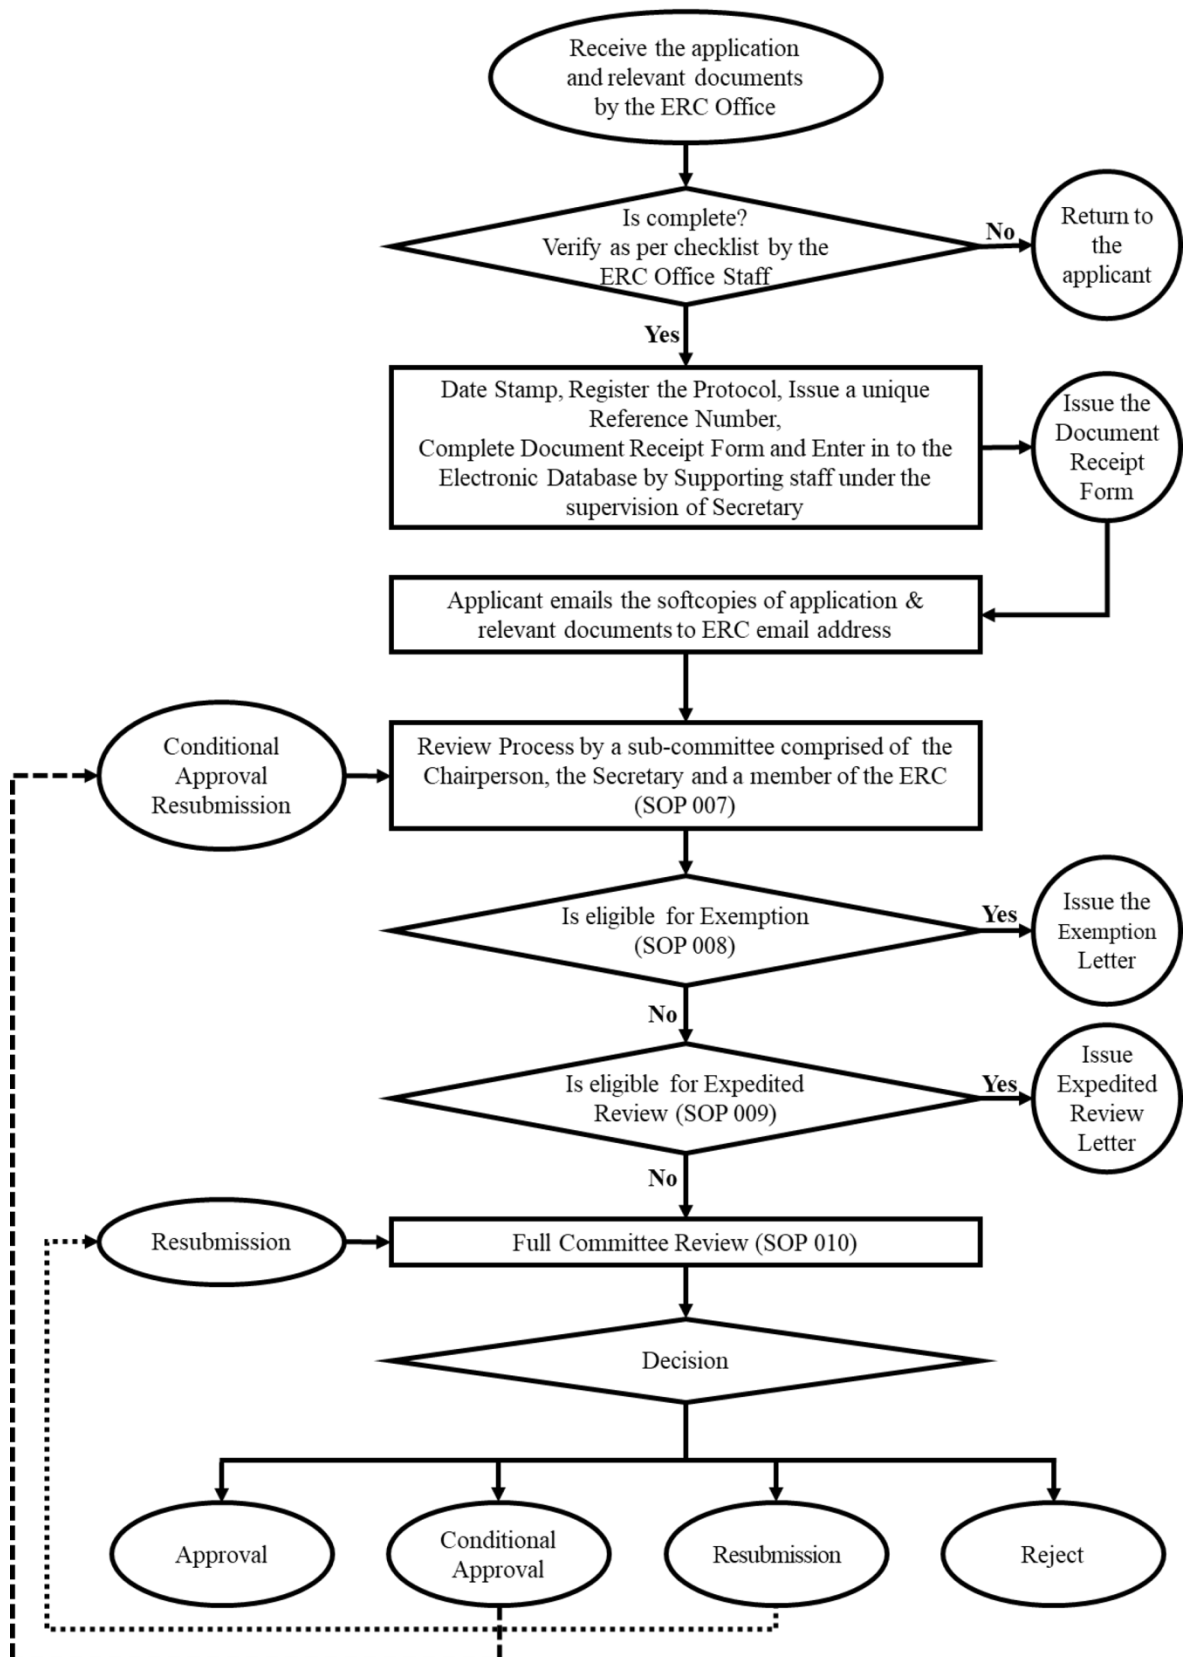 Receive the application
and relevant documents
by the ERC Office
Is complete?
Verify as per checklist by the
ERC Office Staff
No
Return to
the
applicant
Yes
Date Stamp, Register the Protocol, Issue a unique
Reference Number,
Complete Document Receipt Form and Enter in to the
Electronic Database by Supporting staff under the
supervision of Secretary
Issue the
Document
Receipt
Form
Applicant emails the softcopies of application &
relevant documents to ERC email address
Conditional
Approval
Resubmission
Review Process by a sub-committee comprised of the
Chairperson, the Secretary and a member of the ERC
(SOP 007)
Is eligible for Exemption
(SOP 008)
Yes
Issue the
Exemption
Letter
No
Is eligible for Expedited
Review (SOP 009)
Yes
Issue
Expedited
Review
Letter
No
Resubmission
Full Committee Review (SOP 010)
Decision
Approval
Conditional
Approval
Resubmission
Reject